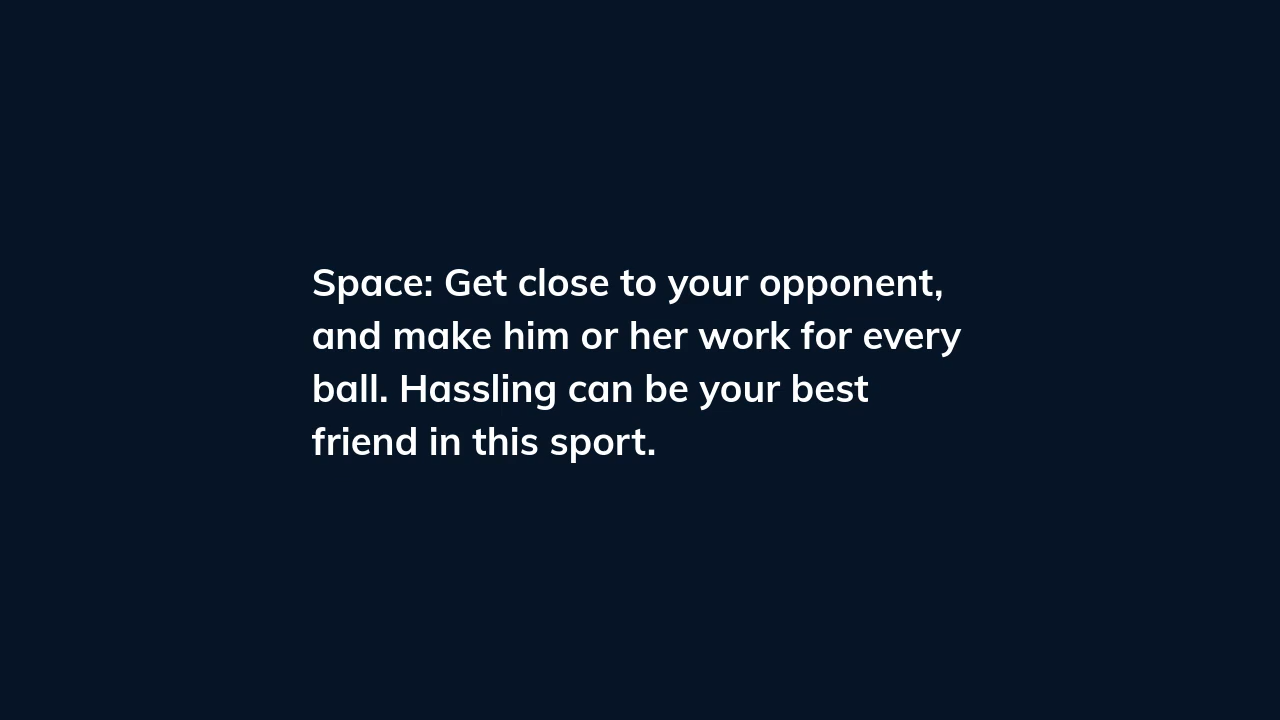 Space: Get close to your opponent,
and make him or her work for every
ball. Hassling can be your best
friend in this sport.